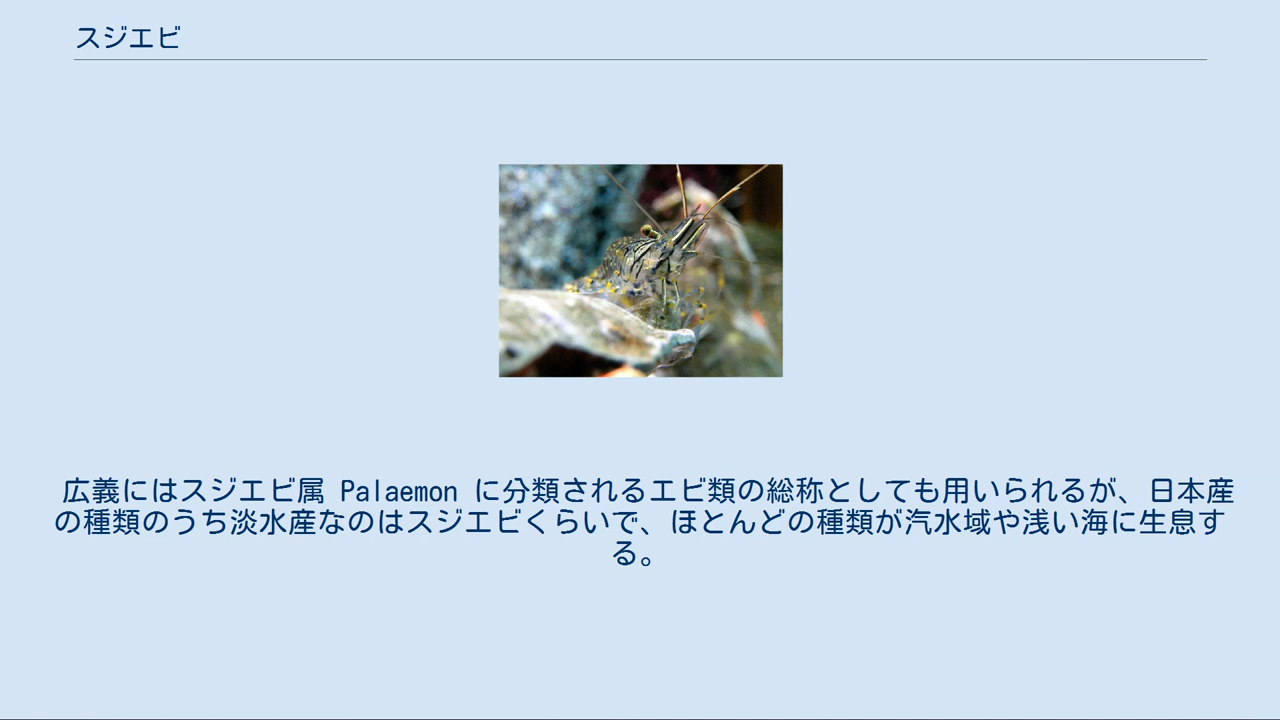 スジエビ
広義にはスジエビ属 Palaemon に分類されるエビ類の総称としても用いられるが、日本産
の種類のうち淡水産なのはスジエビくらいで、ほとんどの種類が汽水域や浅い海に生息す
る。